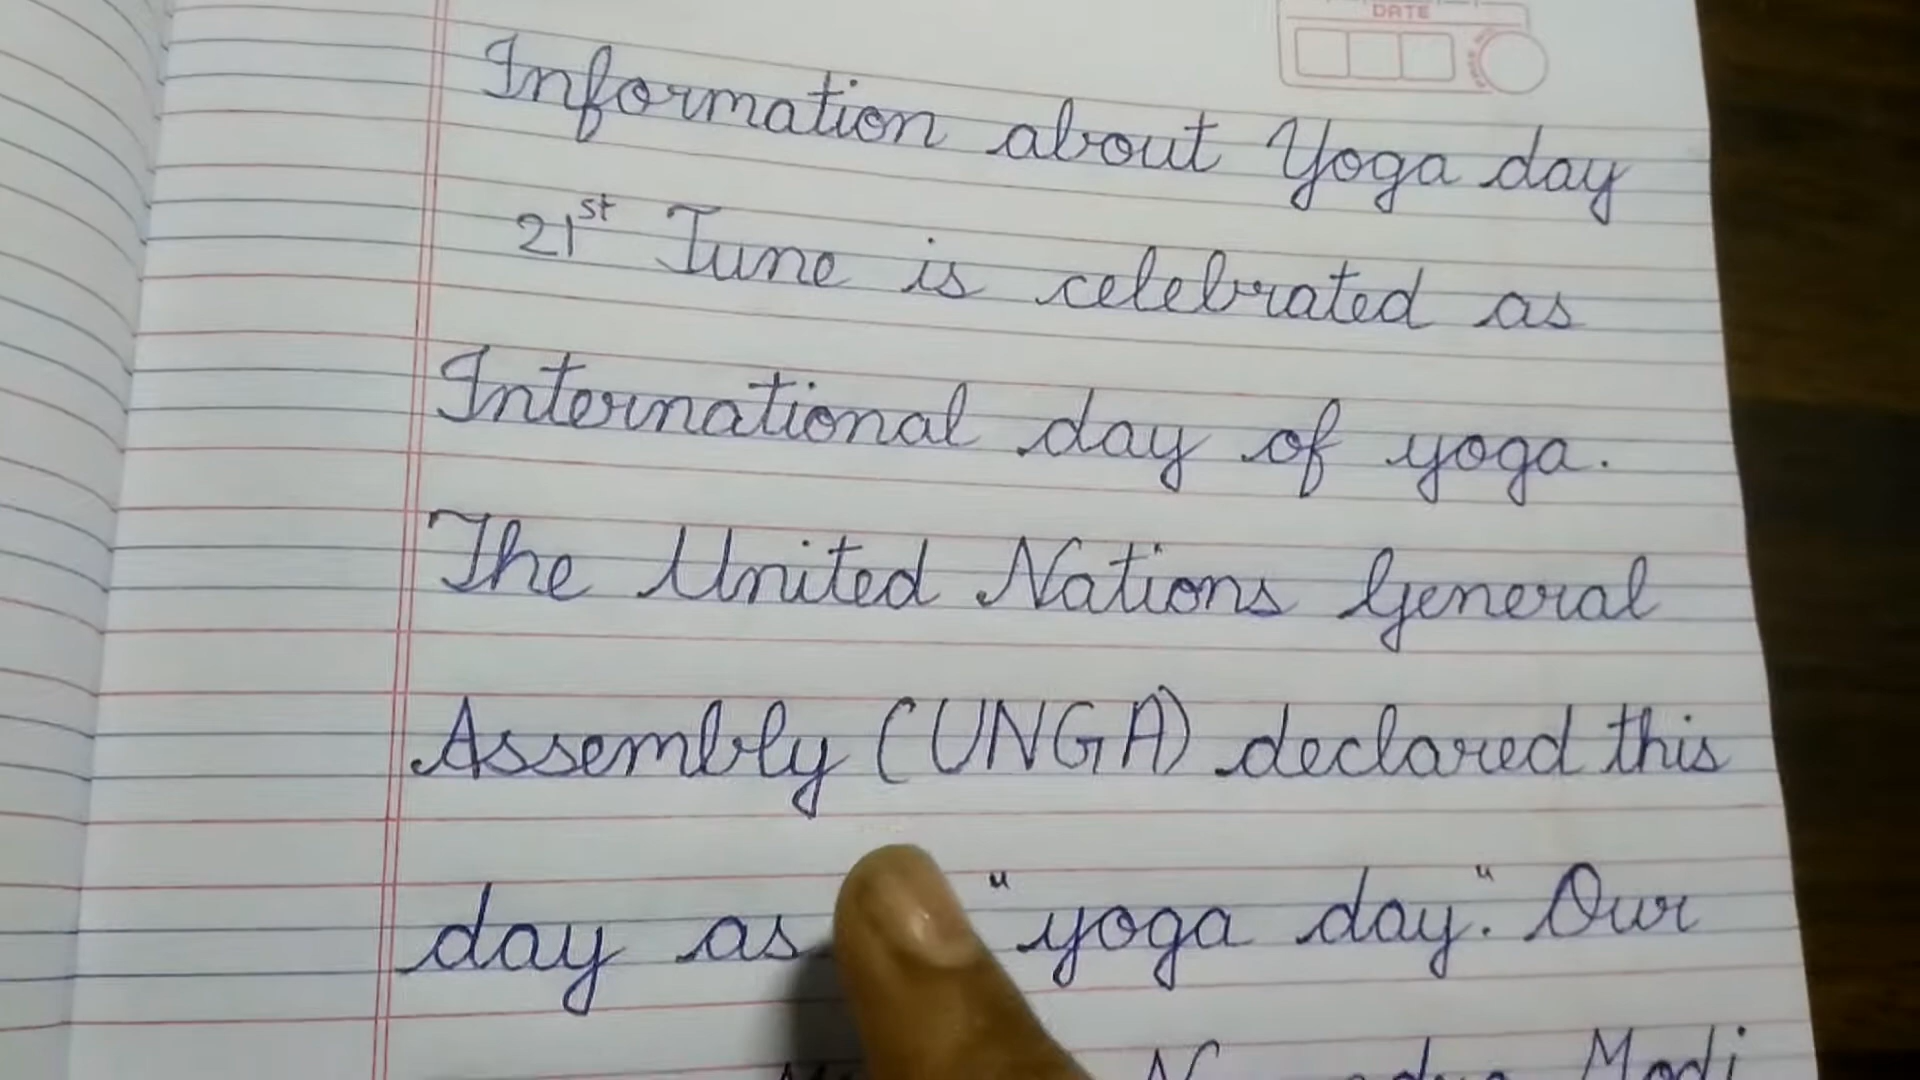 DATE
Information about Yoga day
21st June is celebrated as
International day of yoga.
The United Nations General
Assembly (UNGA) declared this
day as "yoga day". Our
Modi